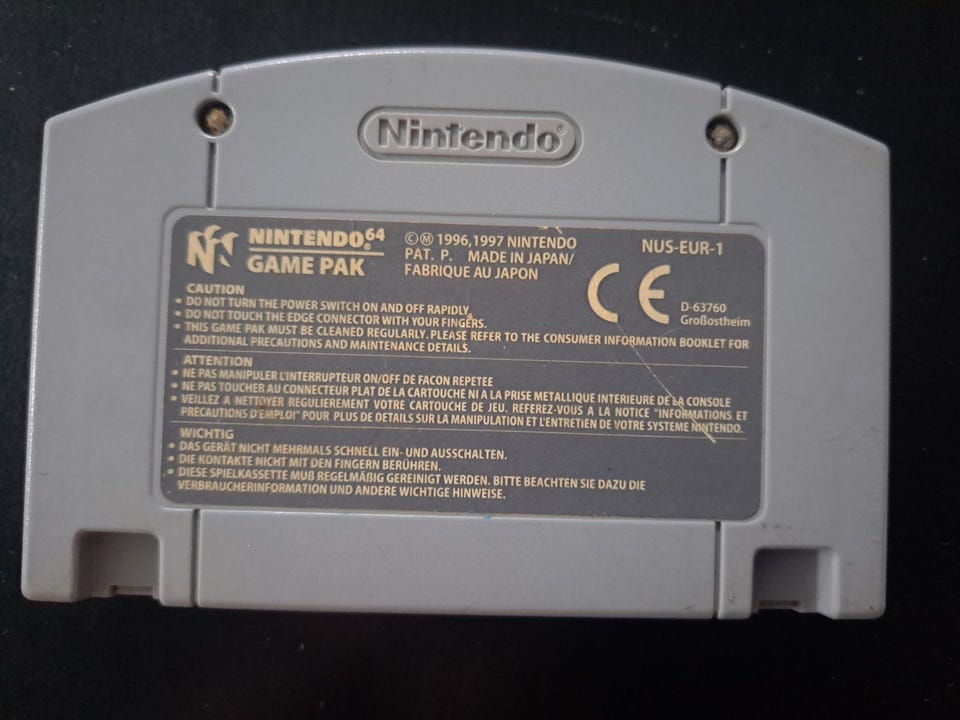 Nintendo®
NINTENDO64®
GAME PAK
©Ⓜ 1996,1997 NINTENDO
PAT. P. MADE IN JAPAN/
FABRIQUE AU JAPON
NUS-EUR-1
CE
D-63760
Großostheim
CAUTION
• DO NOT TURN THE POWER SWITCH ON AND OFF RAPIDLY.
• DO NOT TOUCH THE EDGE CONNECTOR WITH YOUR FINGERS.
• THIS GAME PAK MUST BE CLEANED REGULARLY. PLEASE REFER TO THE CONSUMER INFORMATION BOOKLET FOR
ADDITIONAL PRECAUTIONS AND MAINTENANCE DETAILS.
ATTENTION
• NE PAS MANIPULER L'INTERRUPTEUR ON/OFF DE FACON REPETEE
• NE PAS TOUCHER AU CONNECTEUR PLAT DE LA CARTOUCHE NI A LA PRISE METALLIQUE INTERIEURE DE LA CONSOLE
• VEILLEZ A NETTOYER REGULIEREMENT VOTRE CARTOUCHE DE JEU. REFEREZ-VOUS A LA NOTICE "INFORMATIONS ET
PRECAUTIONS D'EMPLOI" POUR PLUS DE DETAILS SUR LA MANIPULATION ET L'ENTRETIEN DE VOTRE SYSTEME NINTENDO.
WICHTIG
• DAS GERÄT NICHT MEHRMALS SCHNELL EIN- UND AUSSCHALTEN.
• DIE KONTAKTE NICHT MIT DEN FINGERN BERÜHREN.
• DIESE SPIELKASSETTE MUß REGELMÄßIG GEREINIGT WERDEN. BITTE BEACHTEN SIE DAZU DIE
VERBRAUCHERINFORMATION UND ANDERE WICHTIGE HINWEISE.